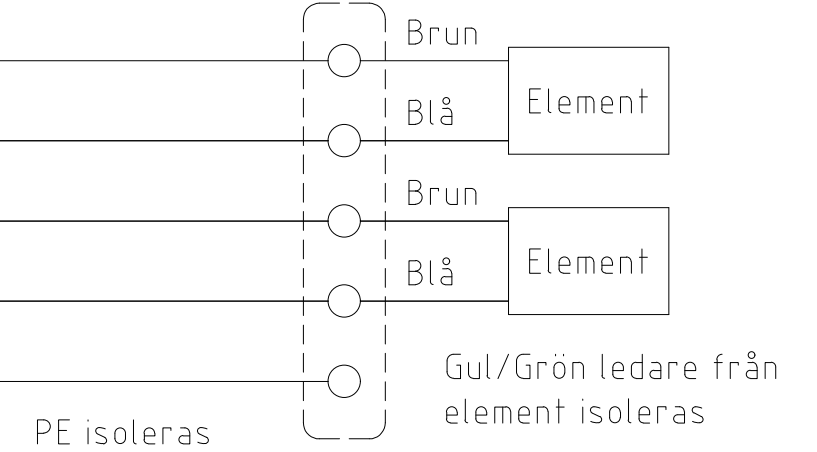 Brun
Element
Blå
Brun
Element
Blå
Gul/Grön ledare från
element isoleras
PE isoleras